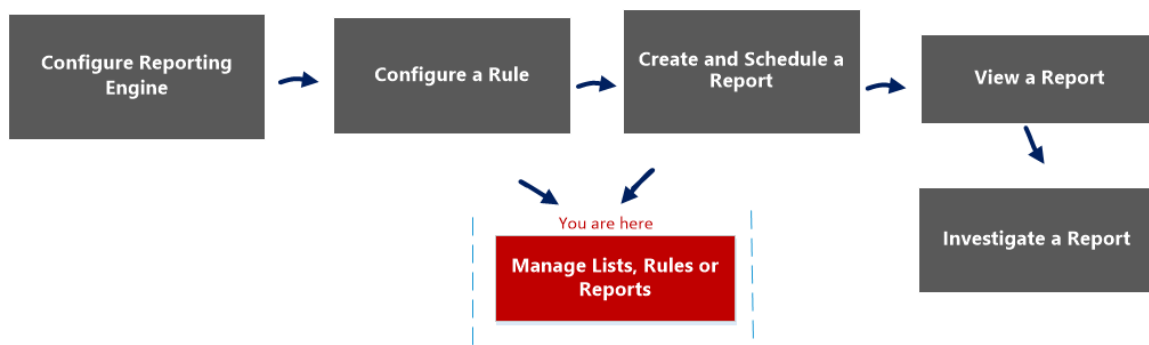 Configure Reporting
Engine
Configure a Rule
Create and Schedule a
Report
View a Report
You are here
Manage Lists, Rules or
Reports
Investigate a Report